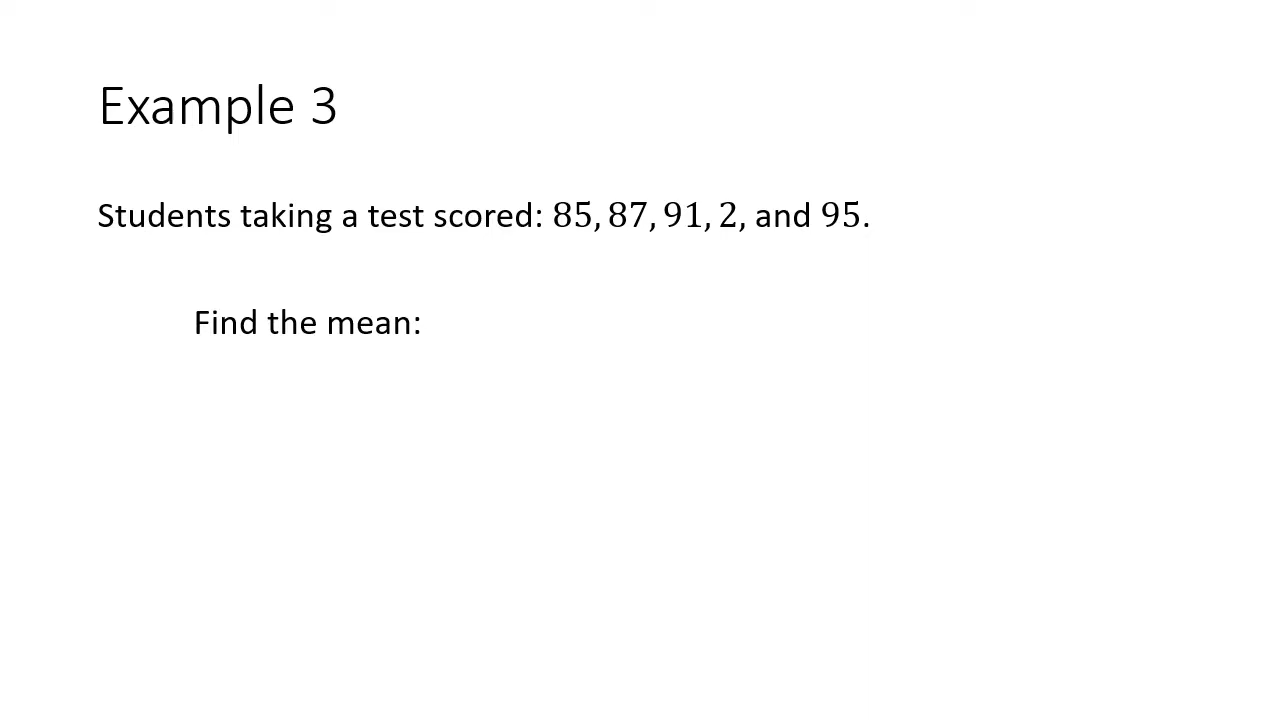 Example 3
Students taking a test scored: 85, 87, 91, 2, and 95.
Find the mean: